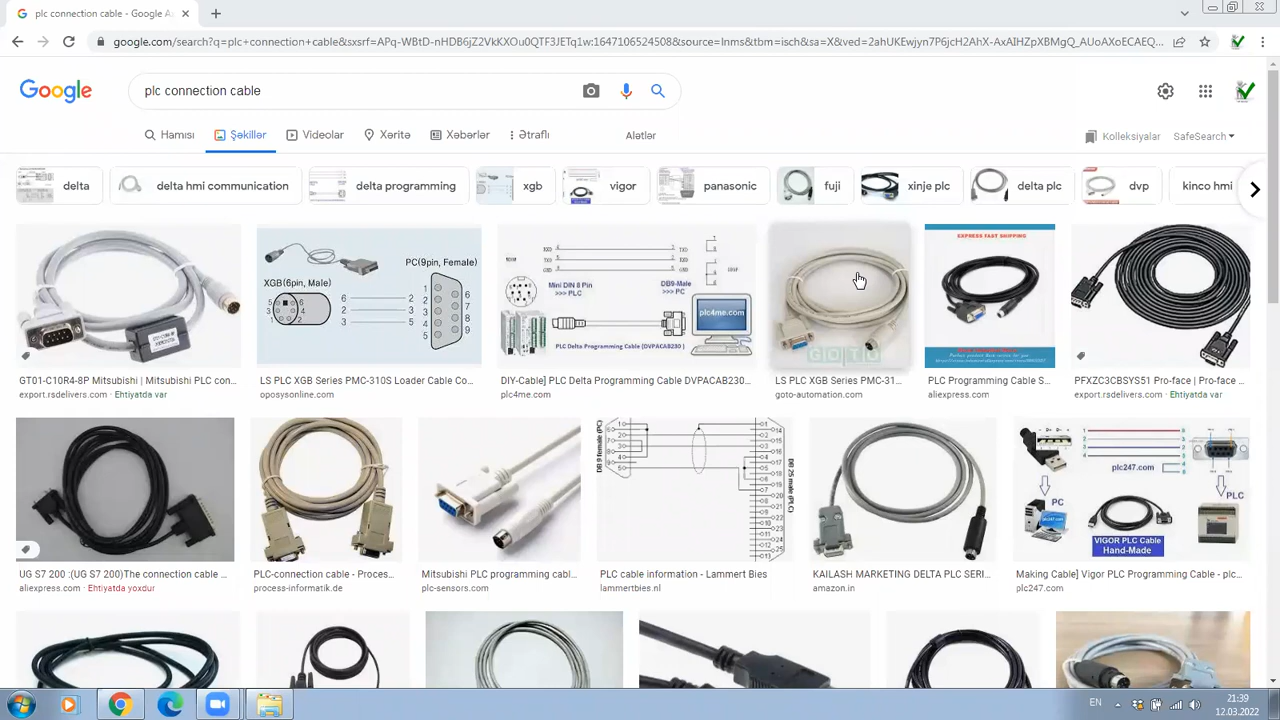 plc connection cable - Google A
google.com/search?q=plc+connection+cable&sxsrf=APq-WBtD-nHDB6jZ2VkKXOu0QTF3JETq1w:1647106524508&source=lnms&tbm=isch&sa=X&ved=2ahUKEwjyn7P6jcH2AhX-AxAIHZpXBMgQ_AUoAXoECAEQ...
Google
plc connection cable
Hamısı
Şəkillər
Videolar
Xəritə
Xəbərlər
Ətraflı
Alətlər
Kolleksiyalar
SafeSearch
delta
delta hmi communication
delta programming
xgb
vigor
panasonic
fuji
xinje plc
delta plc
dvp
kinco hmi
XGB(6pin, Male)
PC(9pin, Female)
Mini DIN 8 Pin
>>> PLC
DB9-Male
>>> PC
plc4me.com
PLC Delta Programming Cable (DVPACAB230 )
GOTO
EXPRESS FAST SHIPPING
GT01-C10R4-8P Mitsubishi | Mitsubishi PLC con...
export.rsdelivers.com · Ehtiyatda var
LS PLC XGB Series PMC-310S Loader Cable Co...
oposysonline.com
DIY-Cable] PLC Delta Programming Cable DVPACAB230...
plc4me.com
LS PLC XGB Series PMC-31...
goto-automation.com
PLC Programming Cable S...
aliexpress.com
PFXZC3CBSYS51 Pro-face | Pro-face ...
export.rsdelivers.com · Ehtiyatda var
DB 9 female (PC)
DB 25 male (PLC)
plc247.com
PC
PLC
VIGOR PLC Cable
Hand-Made
UG S7 200 :(UG S7 200)The connection cable ...
aliexpress.com · Ehtiyatda yoxdur
PLC-connection cable - Proces...
process-informatik.de
Mitsubishi PLC programming cabl...
plc-sensors.com
PLC cable information - Lammert Bies
lammertbies.nl
KAILASH MARKETING DELTA PLC SERI...
amazon.in
Making Cable] Vigor PLC Programming Cable - plc...
plc247.com
EN
21:39
12.03.2022